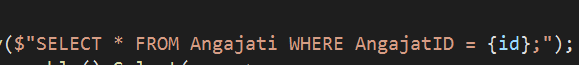 ($"SELECT * FROM Angajati WHERE AngajatID = {id};");